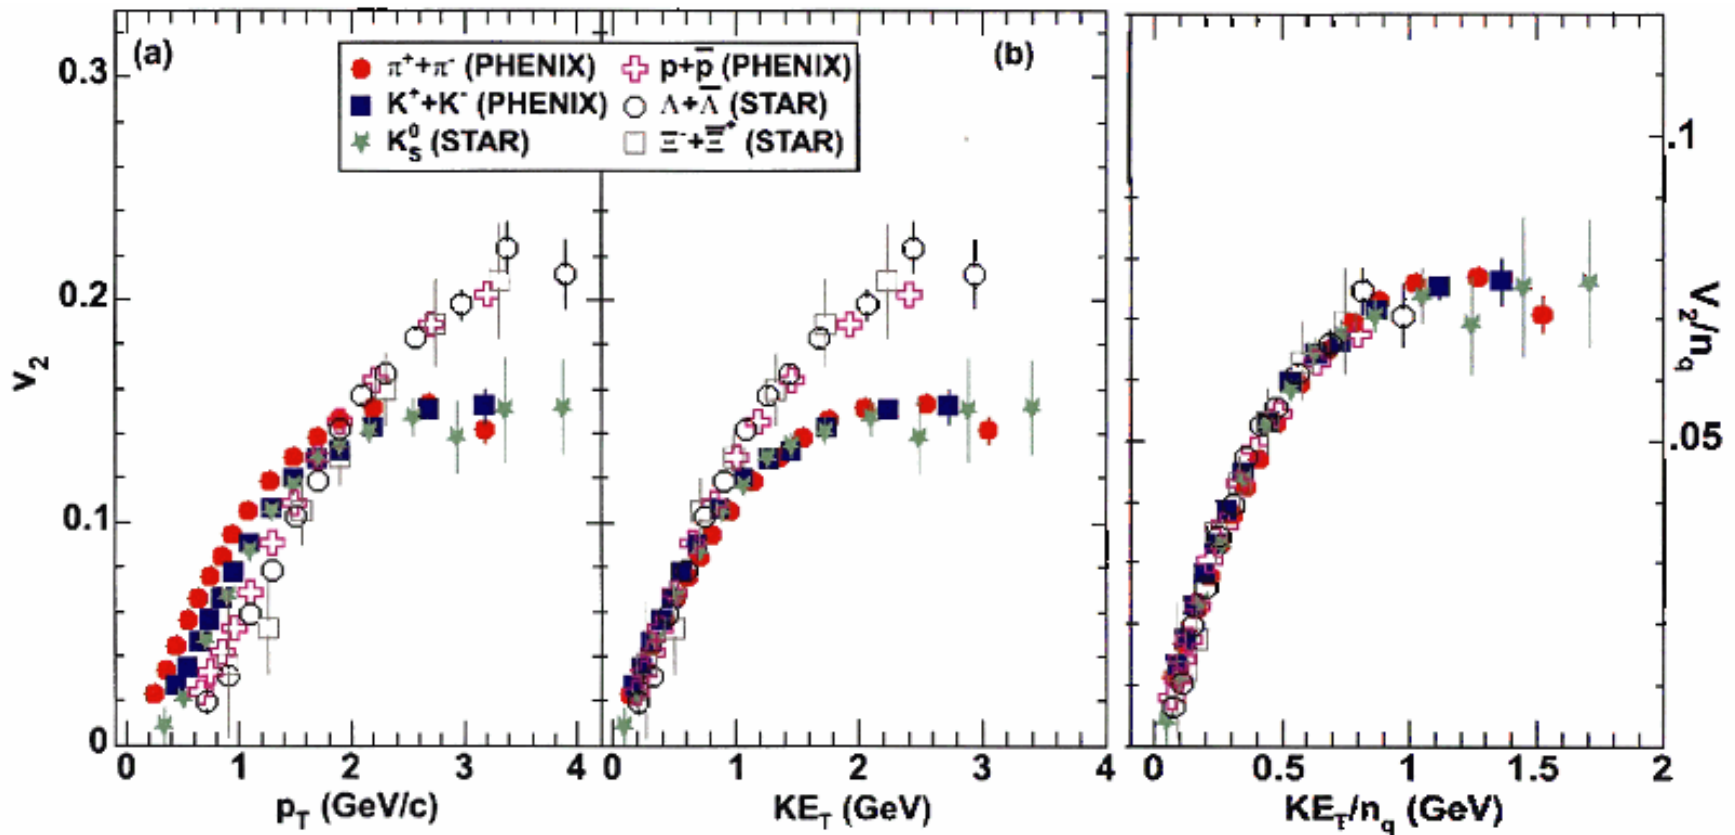 (a)
(b)
π⁺+π⁻ (PHENIX)
K⁺+K⁻ (PHENIX)
K⁰S (STAR)
p+p̅ (PHENIX)
Λ+Λ̅ (STAR)
Ξ⁻+Ξ̅⁺ (STAR)
0.3
0.2
0.1
0
v₂
0 1 2 3 4
pT (GeV/c)
0 1 2 3 4
KET (GeV)
0 0.5 1 1.5 2
KET/nq (GeV)
.1
.05
V₂/nq